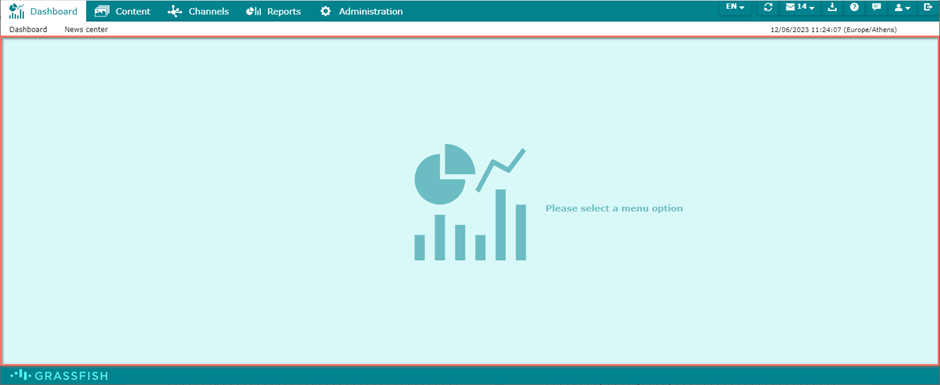 Dashboard Content Channels Reports Administration EN 14
Dashboard News center 12/06/2023 11:24:07 (Europe/Athens)
Please select a menu option
GRASSFISH